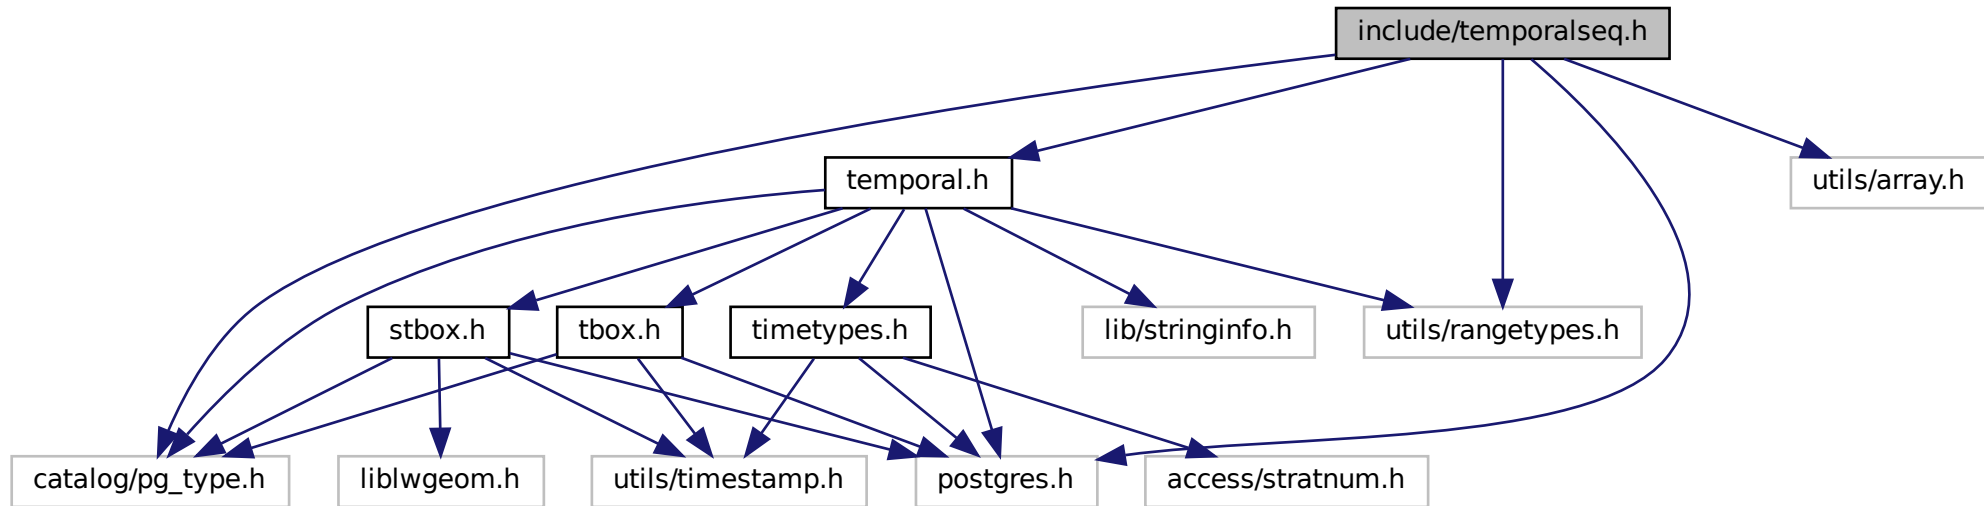 include/temporalseq.h
temporal.h
utils/array.h
stbox.h
tbox.h
timetypes.h
lib/stringinfo.h
utils/rangetypes.h
catalog/pg_type.h
liblwgeom.h
utils/timestamp.h
postgres.h
access/stratnum.h